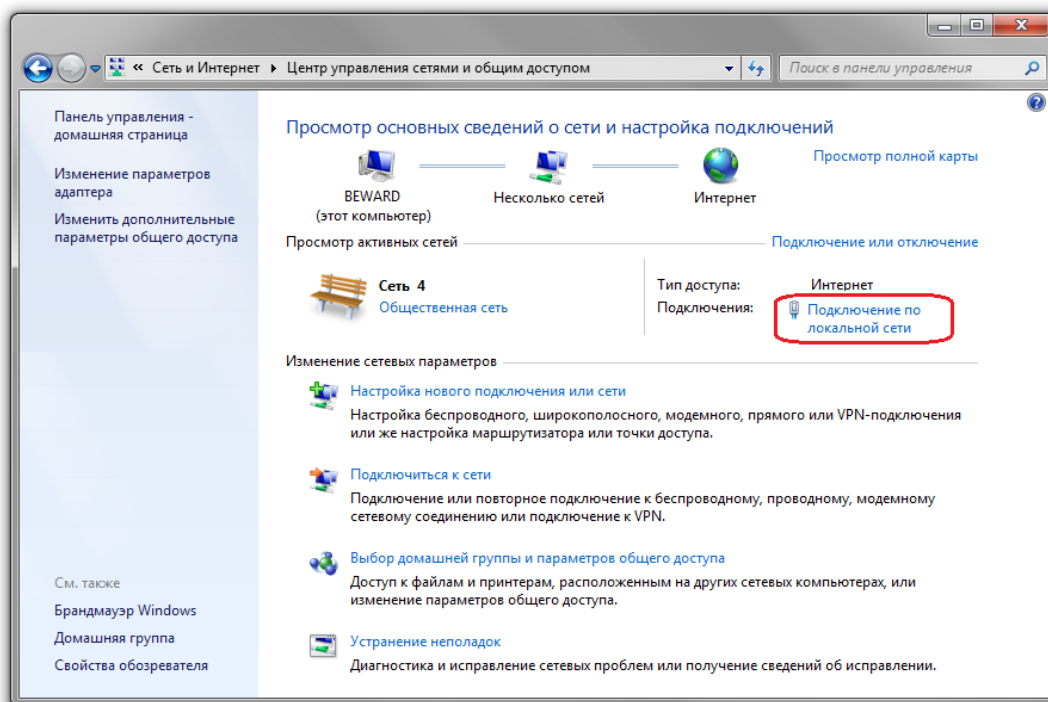 « Сеть и Интернет ▸ Центр управления сетями и общим доступом
Поиск в панели управления
Панель управления -
домашняя страница
Изменение параметров
адаптера
Изменить дополнительные
параметры общего доступа
См. также
Брандмауэр Windows
Домашняя группа
Свойства обозревателя
Просмотр основных сведений о сети и настройка подключений
Просмотр полной карты
BEWARD
(этот компьютер)
Несколько сетей
Интернет
Просмотр активных сетей
Подключение или отключение
Сеть 4
Общественная сеть
Тип доступа: Интернет
Подключения: Подключение по
локальной сети
Изменение сетевых параметров
Настройка нового подключения или сети
Настройка беспроводного, широкополосного, модемного, прямого или VPN-подключения
или же настройка маршрутизатора или точки доступа.
Подключиться к сети
Подключение или повторное подключение к беспроводному, проводному, модемному
сетевому соединению или подключение к VPN.
Выбор домашней группы и параметров общего доступа
Доступ к файлам и принтерам, расположенным на других сетевых компьютерах, или
изменение параметров общего доступа.
Устранение неполадок
Диагностика и исправление сетевых проблем или получение сведений об исправлении.